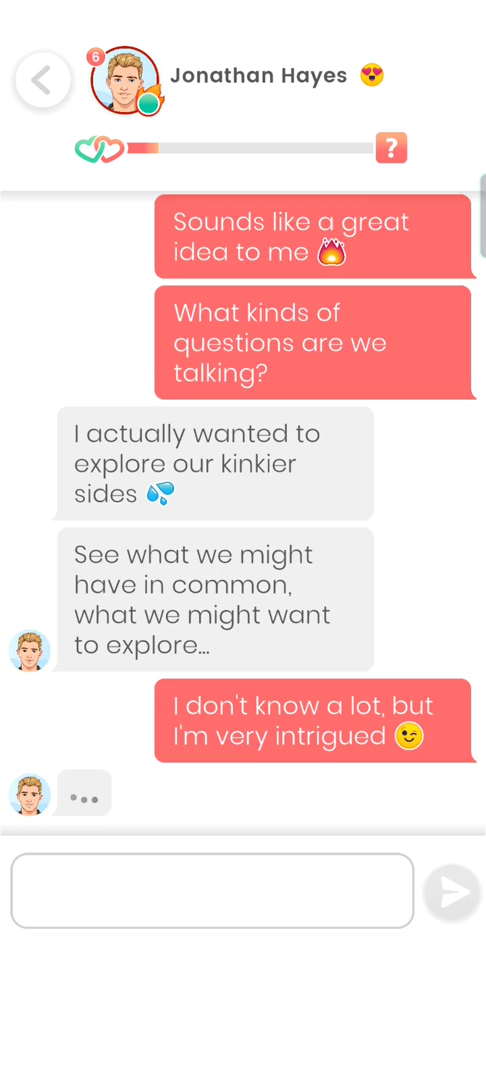 6
Jonathan Hayes 😍
?
Sounds like a great
idea to me 🔥
What kinds of
questions are we
talking?
I actually wanted to
explore our kinkier
sides 💦
See what we might
have in common,
what we might want
to explore...
I don't know a lot, but
I'm very intrigued 😉
...